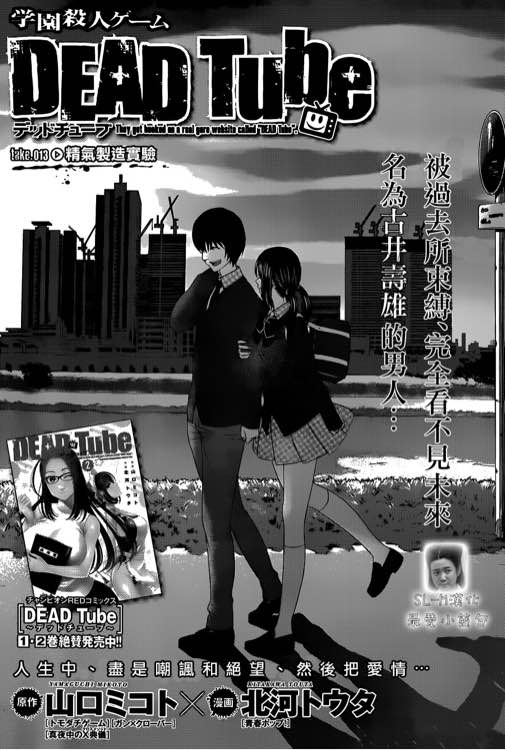 学園殺人ゲーム
DEAD Tube
デッドチューブ They got hooked on a real gore website called "DEAD Tube".
take.013 精氣製造實驗
被過去所束縛、完全看不見未來
名為古井壽雄的男人…
DEAD Tube
2
チャンピオンREDコミックス
[DEAD Tube]
~デッドチューブ~
1・2巻絶賛発売中!!
人生中、盡是嘲諷和絕望、然後把愛情…
YAMAGUCHI MIKOTO
原作 山口ミコト × 漫画 北河トウタ
KITAKAWA TOUTA
[トモダチゲーム] [ガン×クローバー]
[真夜中のX典儀]
[青春ポップ!]